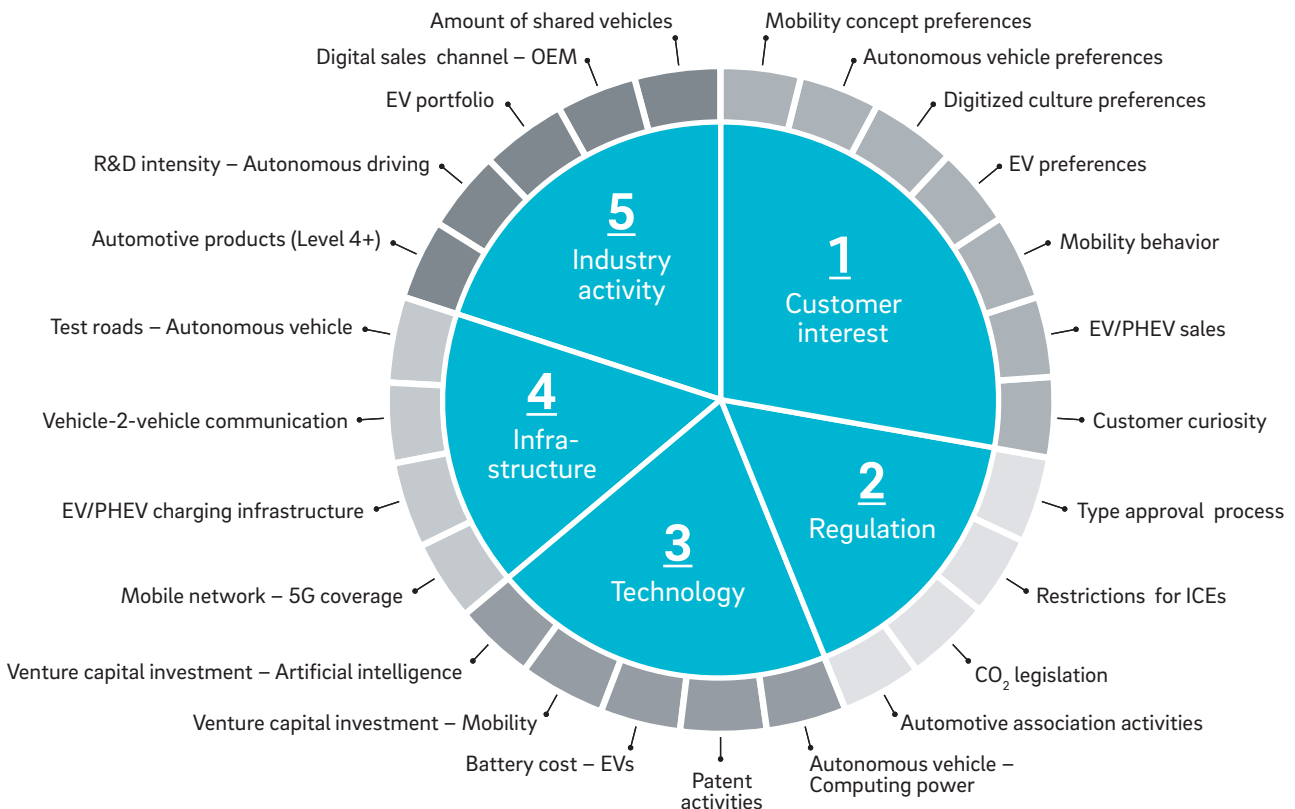 Amount of shared vehicles
Mobility concept preferences
Digital sales channel – OEM
Autonomous vehicle preferences
EV portfolio
Digitized culture preferences
R&D intensity – Autonomous driving
EV preferences
Automotive products (Level 4+)
Mobility behavior
5
Industry
activity
1
Customer
interest
Test roads – Autonomous vehicle
EV/PHEV sales
Vehicle-2-vehicle communication
Customer curiosity
4
Infra-
structure
2
Regulation
EV/PHEV charging infrastructure
Type approval process
3
Technology
Mobile network – 5G coverage
Restrictions for ICEs
Venture capital investment – Artificial intelligence
CO₂ legislation
Venture capital investment – Mobility
Automotive association activities
Battery cost – EVs
Patent
activities
Autonomous vehicle –
Computing power